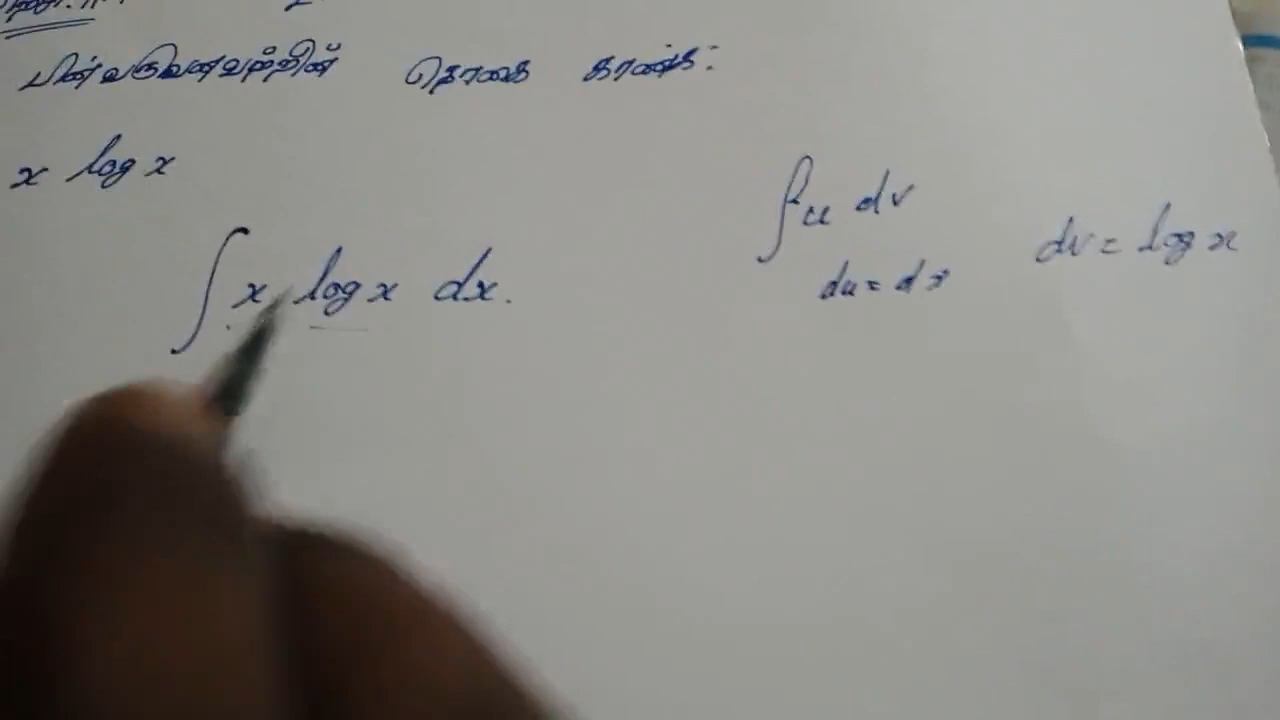 பின்வருவனவற்றின் தொகை காண்க:
x log x
∫ x log x dx.
∫ u dv
du = dx
dv = log x